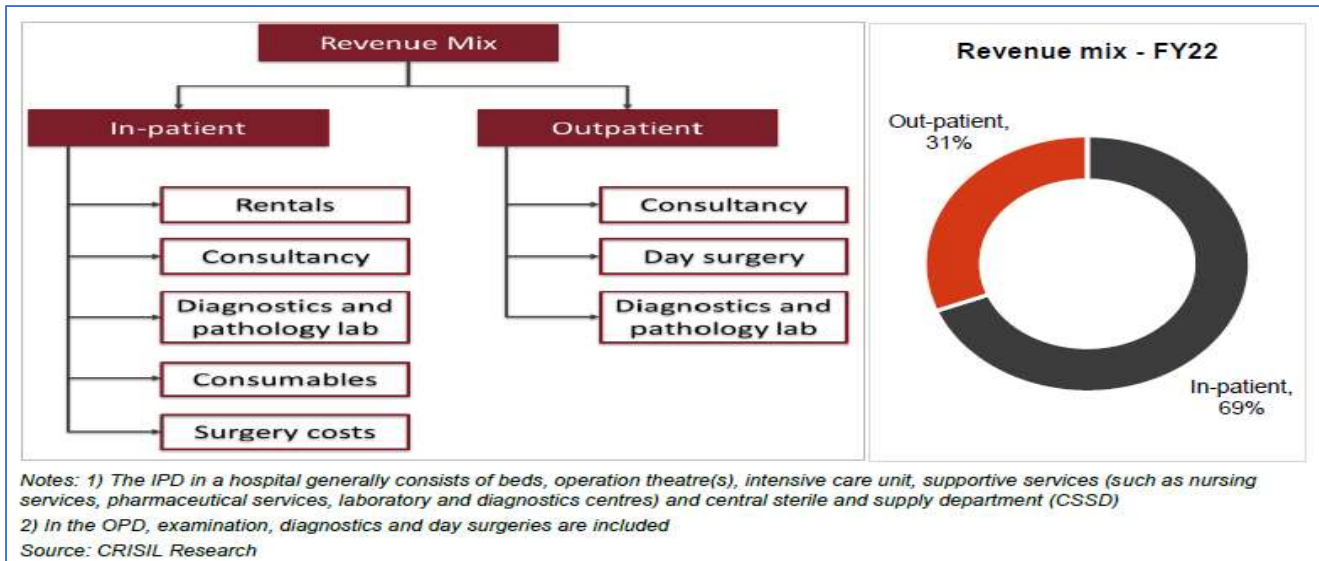 Revenue Mix
In-patient
Outpatient
Rentals
Consultancy
Diagnostics and
pathology lab
Consumables
Surgery costs
Consultancy
Day surgery
Diagnostics and
pathology lab
Revenue mix - FY22
Out-patient,
31%
In-patient,
69%
Notes: 1) The IPD in a hospital generally consists of beds, operation theatre(s), intensive care unit, supportive services (such as nursing
services, pharmaceutical services, laboratory and diagnostics centres) and central sterile and supply department (CSSD)
2) In the OPD, examination, diagnostics and day surgeries are included
Source: CRISIL Research